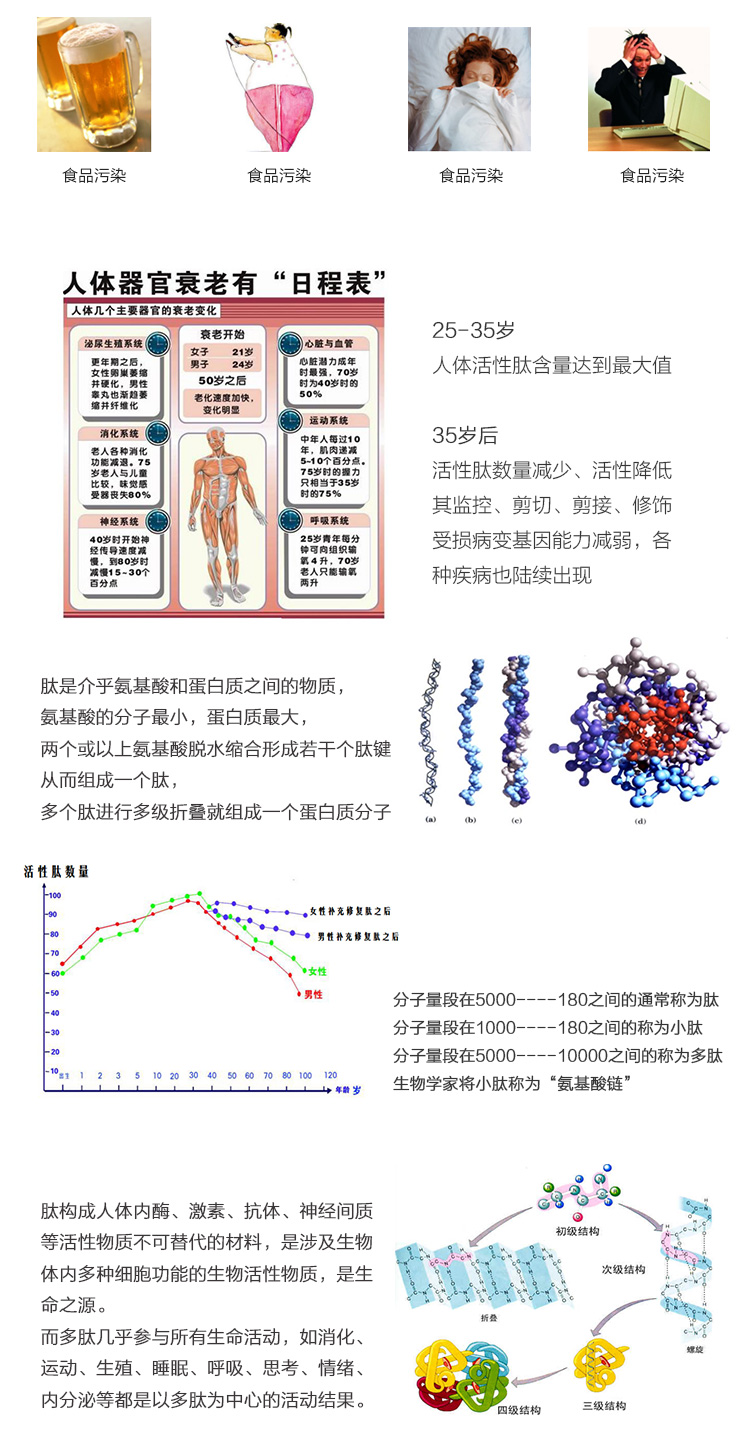 食品污染
食品污染
食品污染
食品污染
人体器官衰老有“日程表”
人体几个主要器官的衰老变化
泌尿生殖系统
更年期之后，
女性卵巢萎缩
并硬化，男性
睾丸也渐趋萎
缩并纤维化
消化系统
老人各种消化
功能减退。75
岁老人与儿童
比较，味觉感
受器丧失80%
神经系统
40岁时开始神
经传导速度减
慢，到80岁时
减慢15~30个
百分点
衰老开始
女子 21岁
男子 24岁
50岁之后
老化速度加快，
变化明显
心脏与血管
心脏潜力成年
时最强，70岁
时为40岁时的
50%
运动系统
中年人每过10
年，肌肉递减
5-10个百分点。
75岁时的握力
只相当于35岁
时的75%
呼吸系统
25岁青年每分
钟可向组织输
氧4升，70岁
老人只能输氧
两升
25-35岁
人体活性肽含量达到最大值
35岁后
活性肽数量减少、活性降低
其监控、剪切、剪接、修饰
受损病变基因能力减弱，各
种疾病也陆续出现
肽是介乎氨基酸和蛋白质之间的物质，
氨基酸的分子最小，蛋白质最大，
两个或以上氨基酸脱水缩合形成若干个肽键
从而组成一个肽，
多个肽进行多级折叠就组成一个蛋白质分子
(a) (b) (c) (d)
活性肽数量
100
90
80
70
60
50
40
30
20
10
出生 1 2 3 5 10 20 30 40 50 60 70 80 100 120
年龄 岁
女性补充修复肽之后
男性补充修复肽之后
女性
男性
分子量段在5000----180之间的通常称为肽
分子量段在1000----180之间的称为小肽
分子量段在5000----10000之间的称为多肽
生物学家将小肽称为“氨基酸链”
肽构成人体内酶、激素、抗体、神经间质
等活性物质不可替代的材料，是涉及生物
体内多种细胞功能的生物活性物质，是生
命之源。
而多肽几乎参与所有生命活动，如消化、
运动、生殖、睡眠、呼吸、思考、情绪、
内分泌等都是以多肽为中心的活动结果。
初级结构
次级结构
折叠
螺旋
三级结构
四级结构